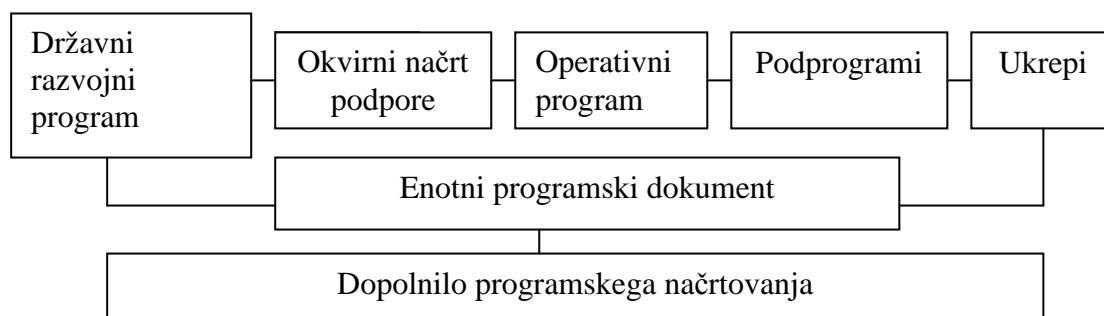 Državni
razvojni
program
Okvirni načrt
podpore
Operativni
program
Podprogrami
Ukrepi
Enotni programski dokument
Dopolnilo programskega načrtovanja